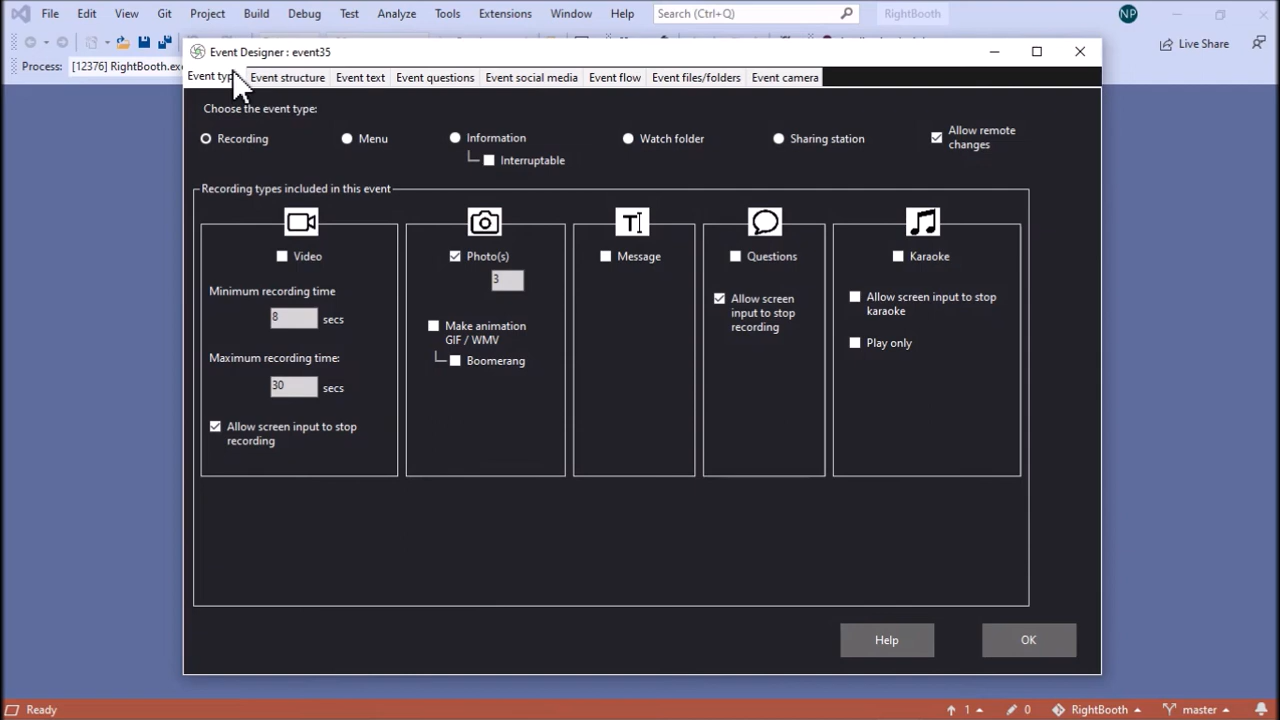 File Edit View Git Project Build Debug Test Analyze Tools Extensions Window Help Search (Ctrl+Q) RightBooth NP
Live Share
Process: [12376] RightBooth.exe
Event Designer : event35
Event structure Event text Event questions Event social media Event flow Event files/folders Event camera
Choose the event type:
Recording Menu Information Watch folder Sharing station Allow remote changes
Interruptable
Recording types included in this event
Video Photo(s) Message Questions Karaoke
3
Minimum recording time
8 secs
Allow screen input to stop recording
Allow screen input to stop karaoke
Make animation GIF / WMV
Play only
Maximum recording time:
Boomerang
30 secs
Allow screen input to stop recording
Help OK
Ready 1 0 RightBooth master